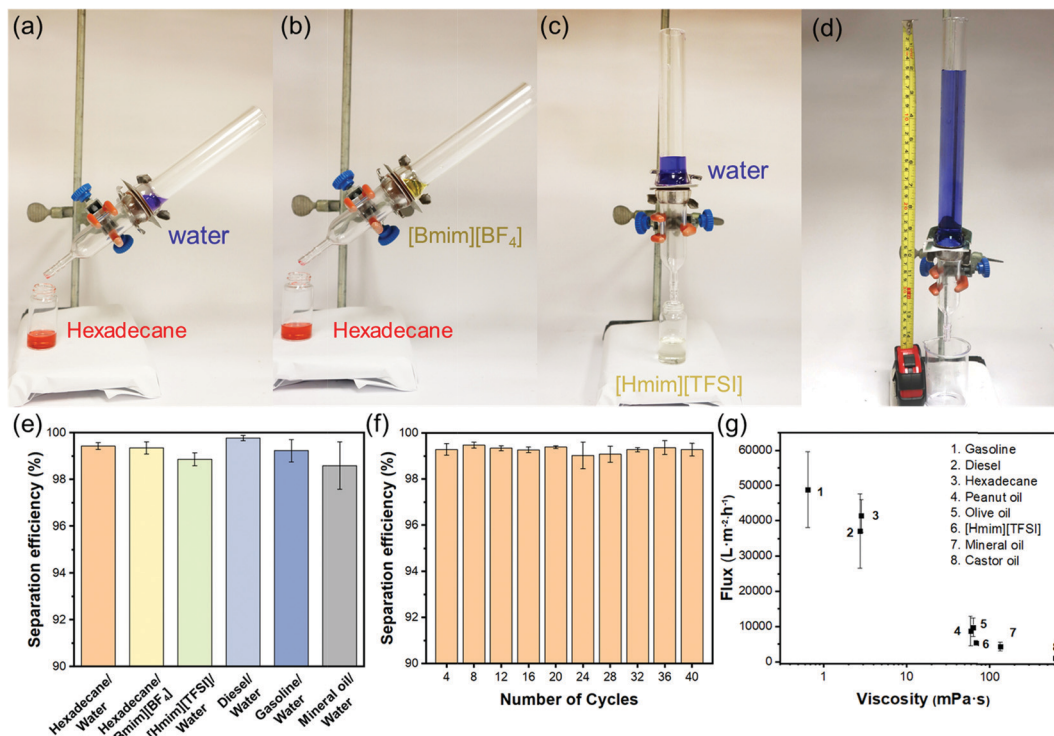 (a)
(b)
(c)
(d)
water
Hexadecane
[Bmim][BF₄]
Hexadecane
water
[Hmim][TFSI]
(e)
Separation efficiency (%)
100
98
96
94
92
90
Hexadecane/
Water
Hexadecane/
Bmim][BF₄]
[Hmim][TFSI]/
Water
Diesel/
Water
Gasoline/
Water
Mineral oil/
Water
(f)
Separation efficiency (%)
100
99
98
97
96
95
94
93
92
91
90
4 8 12 16 20 24 28 32 36 40
Number of Cycles
(g)
Flux (L·m⁻²·h⁻¹)
60000
50000
40000
30000
20000
10000
0
1. Gasoline
2. Diesel
3. Hexadecane
4. Peanut oil
5. Olive oil
6. [Hmim][TFSI]
7. Mineral oil
8. Castor oil
1
3
2
4
5
6
7
1 10 100
Viscosity (mPa·s)